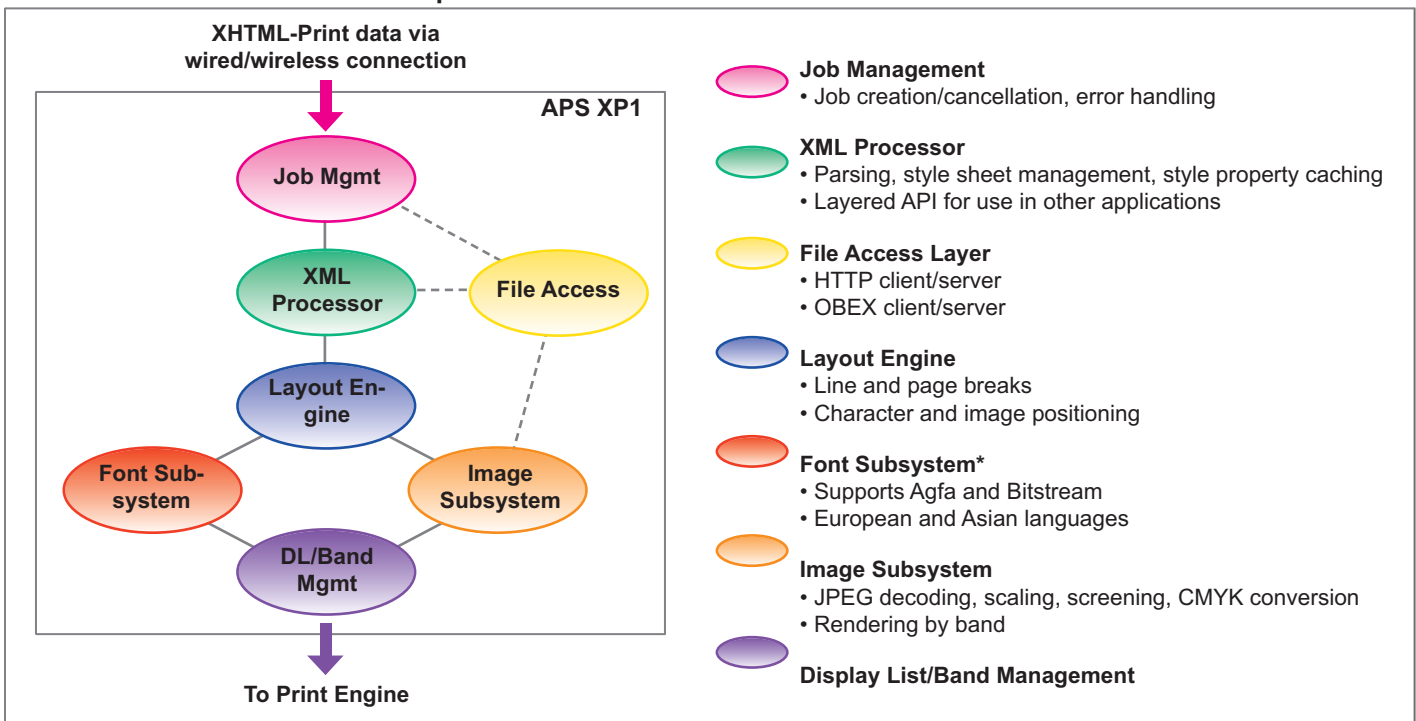 XHTML-Print data via
wired/wireless connection
APS XP1
Job Mgmt
XML
Processor
File Access
Layout En-
gine
Font Sub-
system
Image
Subsystem
DL/Band
Mgmt
To Print Engine
Job Management
• Job creation/cancellation, error handling
XML Processor
• Parsing, style sheet management, style property caching
• Layered API for use in other applications
File Access Layer
• HTTP client/server
• OBEX client/server
Layout Engine
• Line and page breaks
• Character and image positioning
Font Subsystem*
• Supports Agfa and Bitstream
• European and Asian languages
Image Subsystem
• JPEG decoding, scaling, screening, CMYK conversion
• Rendering by band
Display List/Band Management